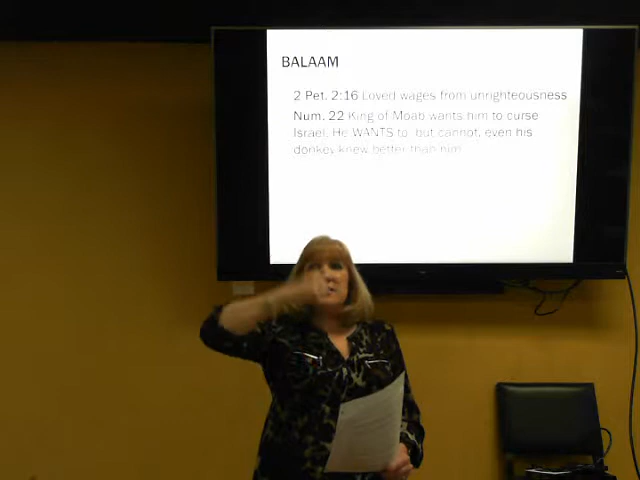 BALAAM
2 Pet. 2:16 Loved wages from unrighteousness
Num. 22 King of Moab wants him to curse
Israel. He WANTS to, but cannot, even his
donkey knew better than him